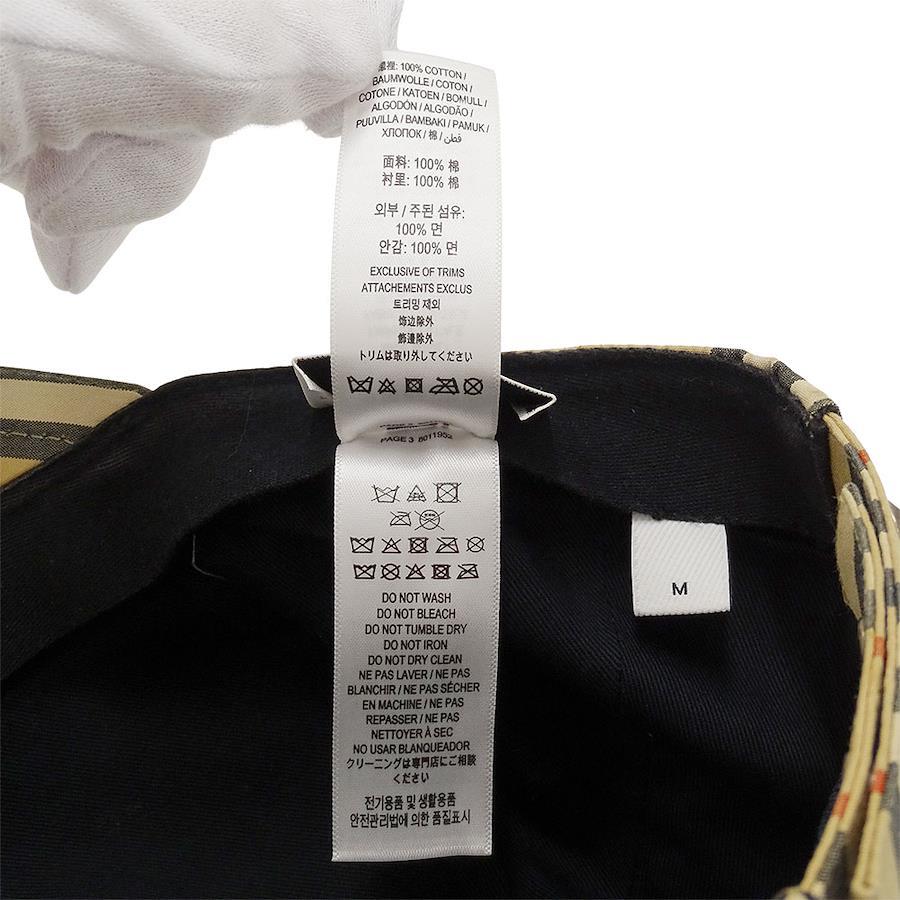 裡: 100% COTTON /
BAUMWOLLE / COTON /
COTONE / KATOEN / BOMULL /
ALGODÓN / ALGODÃO /
PUUVILLA / BAMBAKI / PAMUK /
ХЛОПОК / 棉 / قطن
面料: 100% 棉
衬里: 100% 棉
외부 / 주된 섬유:
100% 면
안감: 100% 면
EXCLUSIVE OF TRIMS
ATTACHEMENTS EXCLUS
트리밍 제외
饰边除外
飾邊除外
トリムは取り外してください
PAGE 3 8011952
DO NOT WASH
DO NOT BLEACH
DO NOT TUMBLE DRY
DO NOT IRON
DO NOT DRY CLEAN
NE PAS LAVER / NE PAS
BLANCHIR / NE PAS SÉCHER
EN MACHINE / NE PAS
REPASSER / NE PAS
NETTOYER À SEC
NO USAR BLANQUEADOR
クリーニングは専門店にご相談
ください
전기용품 및 생활용품
안전관리법에 의한 품질표시
M